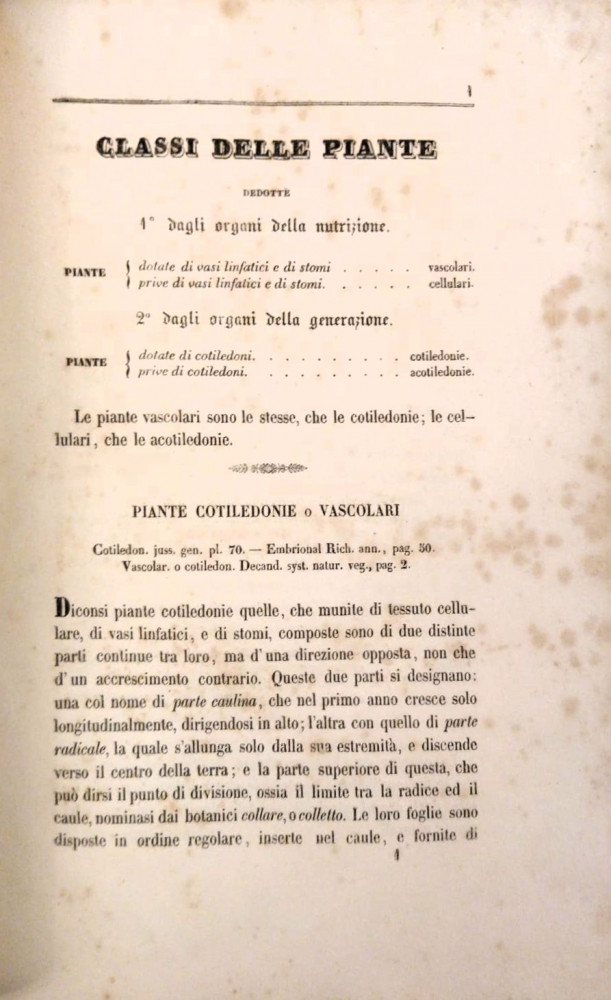 1
CLASSI DELLE PIANTE
DEDOTTE
1° dagli organi della nutrizione.
PIANTE { dotate di vasi linfatici e di stomi . . . . . vascolari.
{ prive di vasi linfatici e di stomi. . . . . . cellulari.
2° dagli organi della generazione.
PIANTE { dotate di cotiledoni. . . . . . . . . . cotiledonie.
{ prive di cotiledoni. . . . . . . . . . acotiledonie.
Le piante vascolari sono le stesse, che le cotiledonie; le cel-
lulari, che le acotiledonie.
PIANTE COTILEDONIE o VASCOLARI
Cotiledon. juss. gen. pl. 70. — Embrional Rich. ann., pag. 50.
Vascolar. o cotiledon. Decand. syst. natur. veg., pag. 2.
Diconsi piante cotiledonie quelle, che munite di tessuto cellu-
lare, di vasi linfatici, e di stomi, composte sono di due distinte
parti continue tra loro, ma d'una direzione opposta, non che
d'un accrescimento contrario. Queste due parti si designano:
una col nome di parte caulina, che nel primo anno cresce solo
longitudinalmente, dirigendosi in alto; l'altra con quello di parte
radicale, la quale s'allunga solo dalla sua estremità, e discende
verso il centro della terra; e la parte superiore di questa, che
può dirsi il punto di divisione, ossia il limite tra la radice ed il
caule, nominasi dai botanici collare, o colletto. Le loro foglie sono
disposte in ordine regolare, inserte nel caule, e fornite di
1